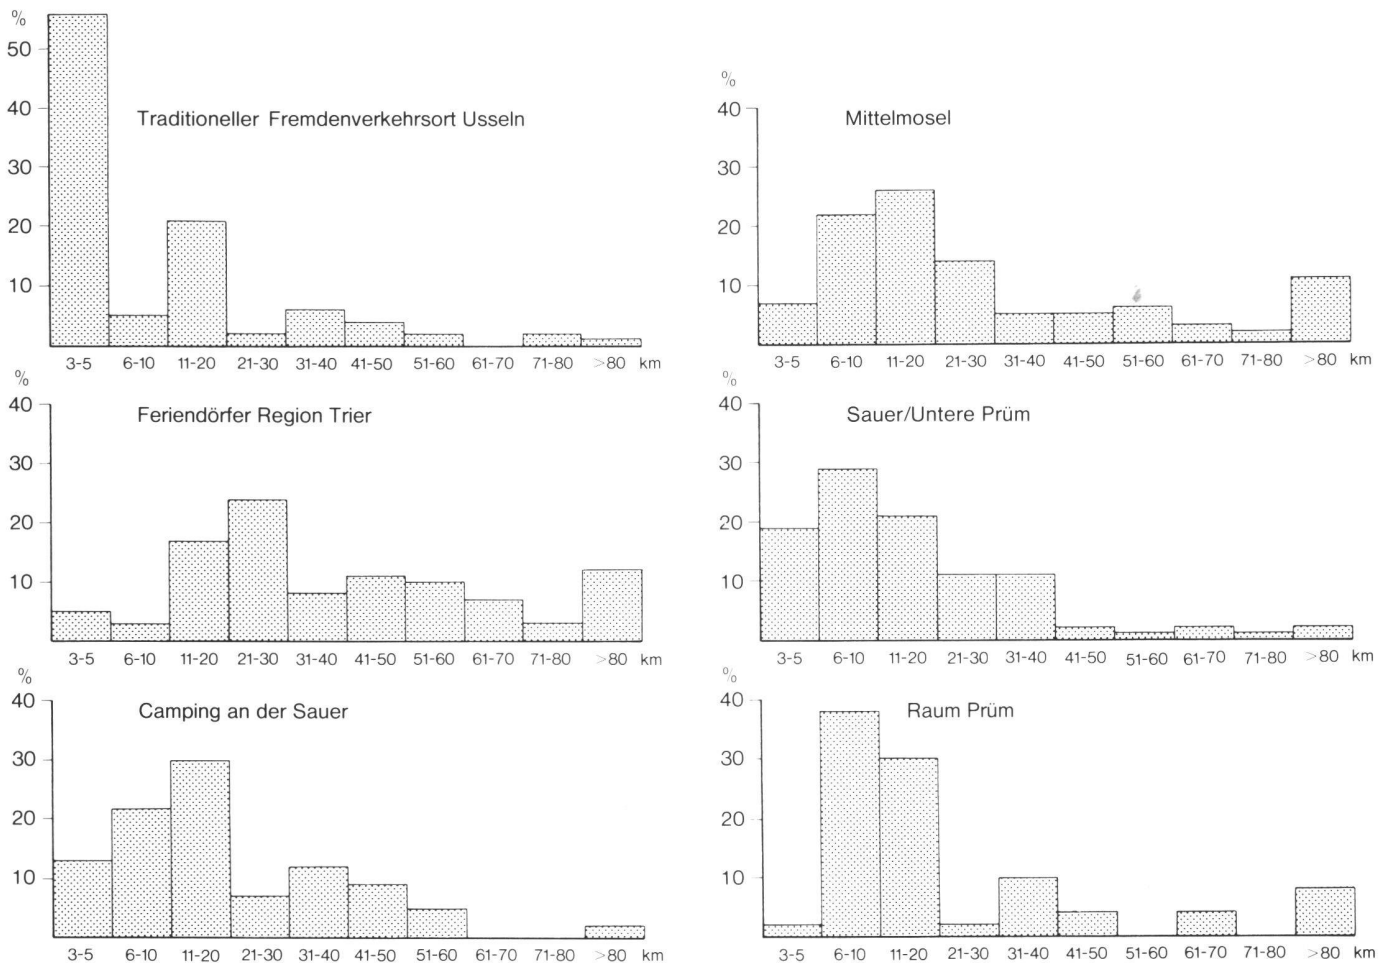 %
50
40
30
20
10
Traditioneller Fremdenverkehrsort Usseln
3-5 6-10 11-20 21-30 31-40 41-50 51-60 61-70 71-80 >80 km
%
40
30
20
10
Mittelmosel
3-5 6-10 11-20 21-30 31-40 41-50 51-60 61-70 71-80 >80 km
%
40
30
20
10
Feriendörfer Region Trier
3-5 6-10 11-20 21-30 31-40 41-50 51-60 61-70 71-80 >80 km
%
40
30
20
10
Sauer/Untere Prüm
3-5 6-10 11-20 21-30 31-40 41-50 51-60 61-70 71-80 >80 km
%
40
30
20
10
Camping an der Sauer
3-5 6-10 11-20 21-30 31-40 41-50 51-60 61-70 71-80 >80 km
%
40
30
20
10
Raum Prüm
3-5 6-10 11-20 21-30 31-40 41-50 51-60 61-70 71-80 >80 km